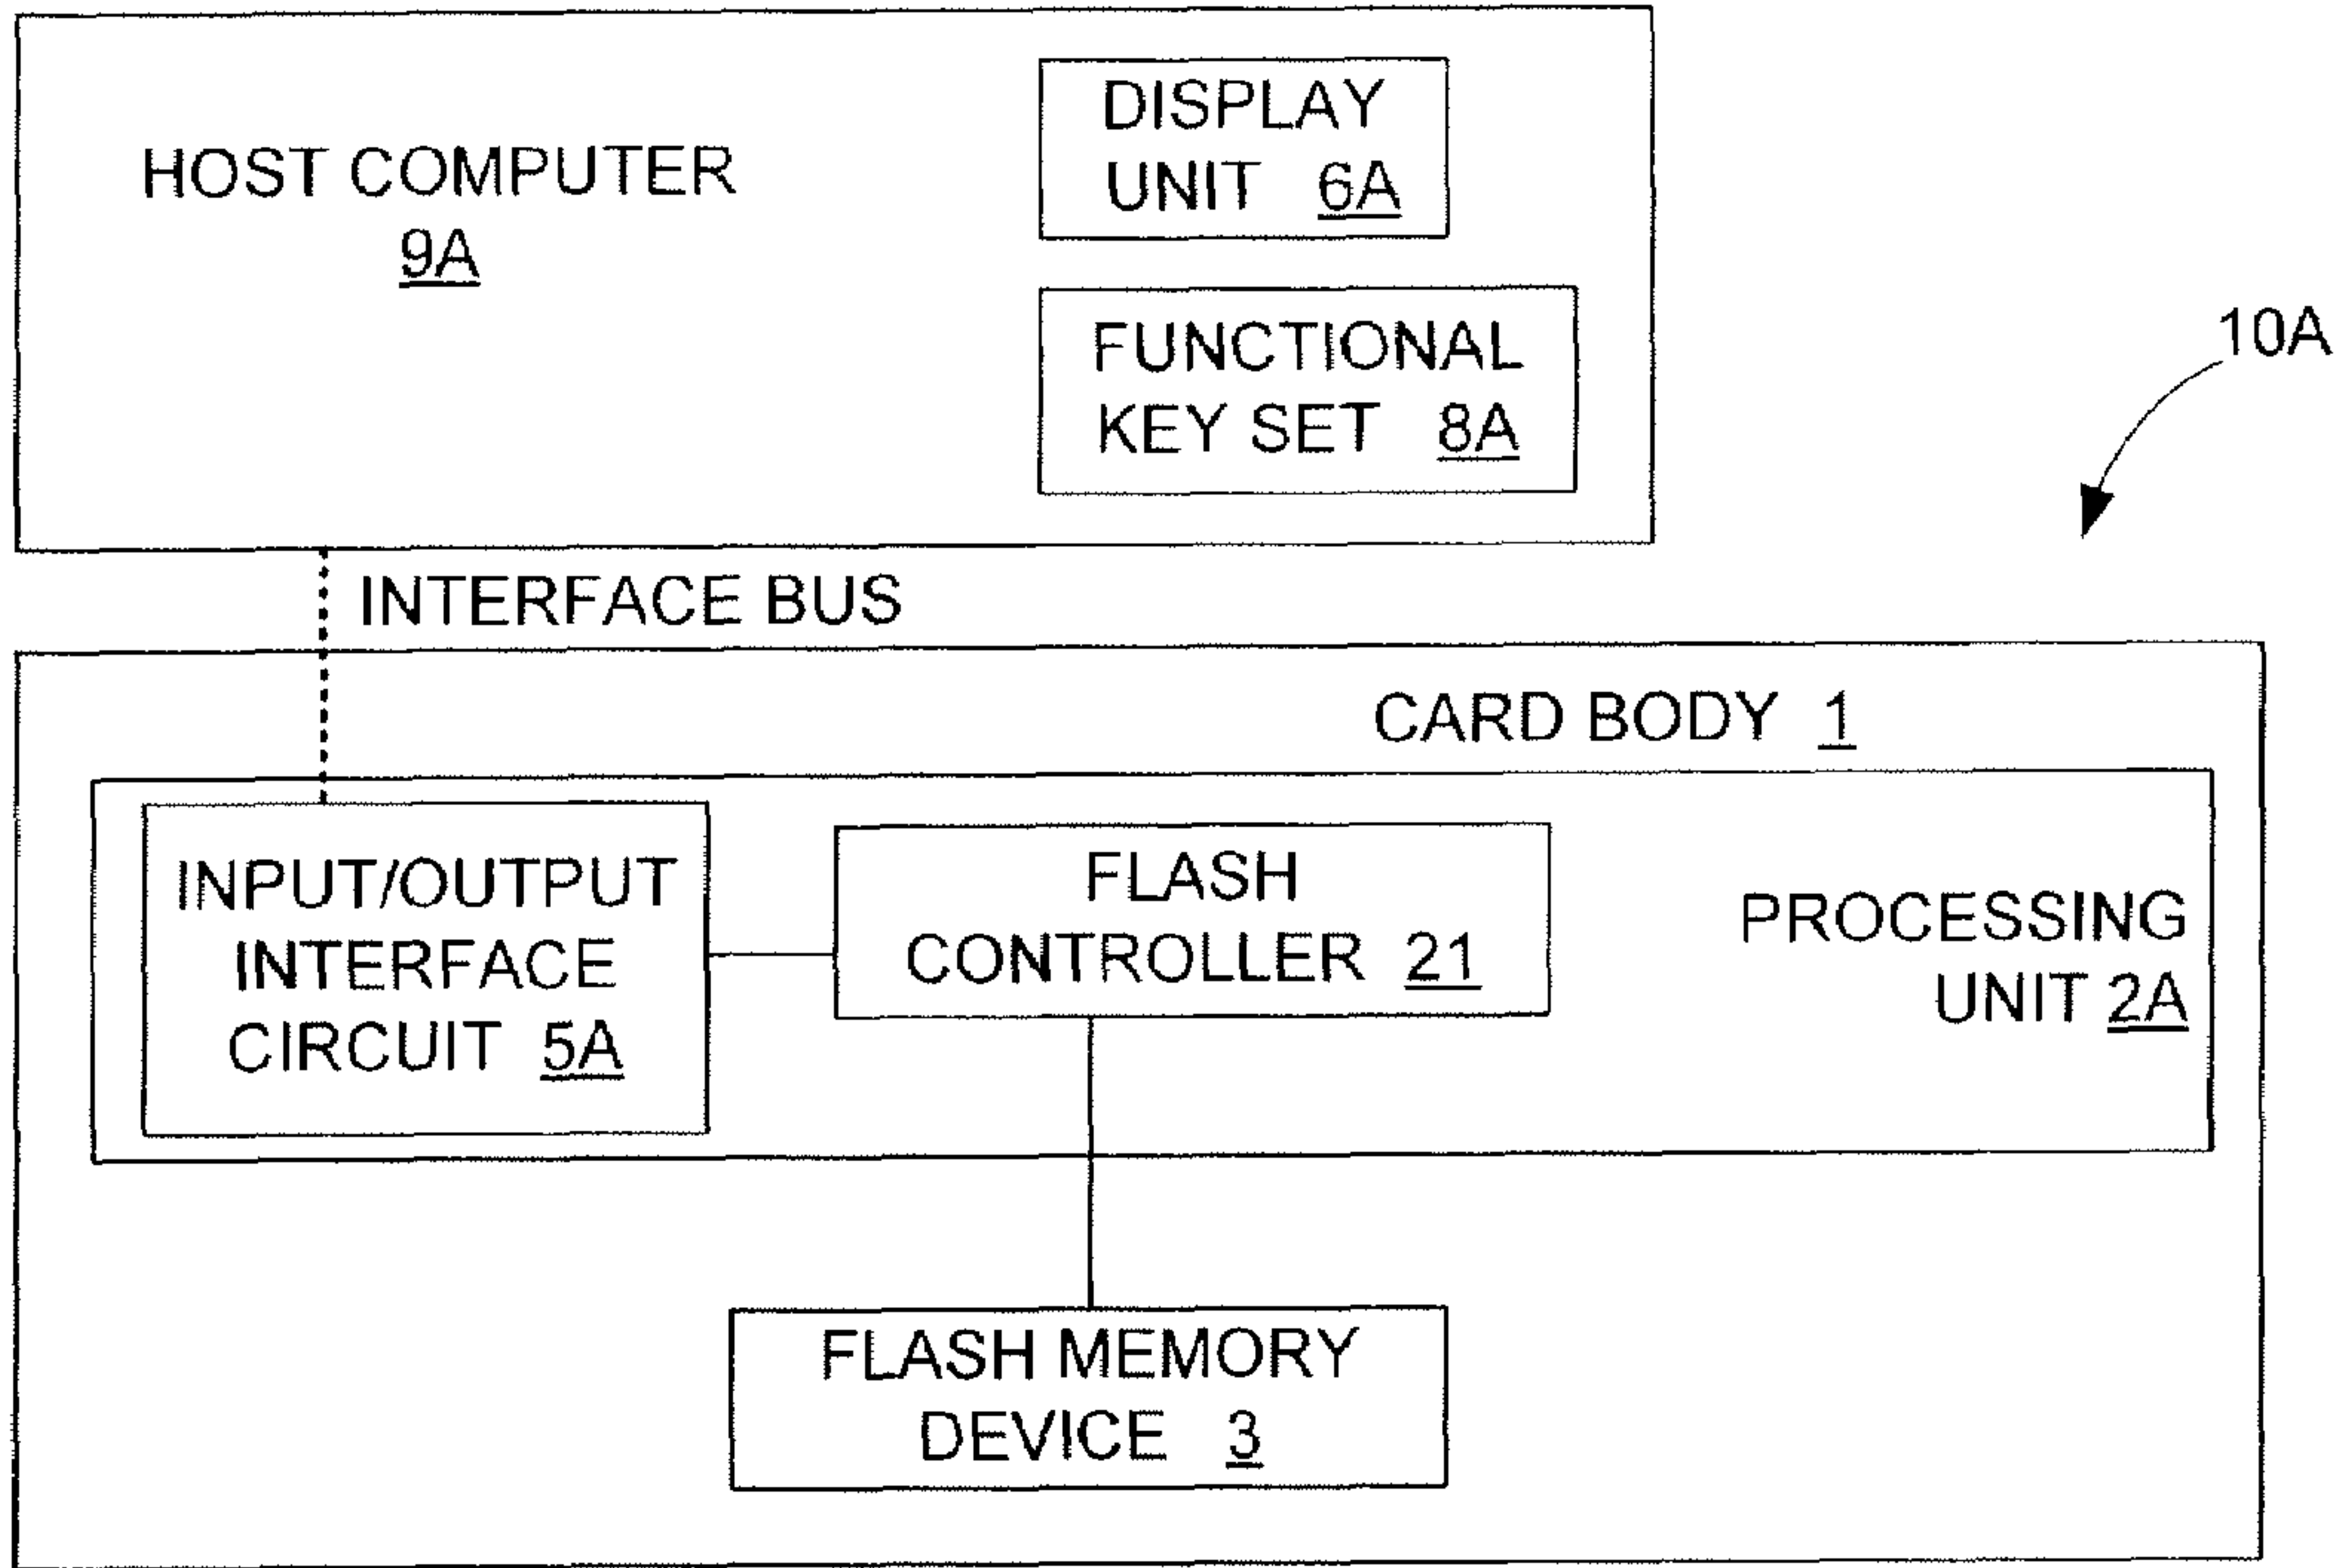 DISPLAY
UNIT 6A
HOST COMPUTER
9A
FUNCTIONAL
KEY SET 8A
10A
INTERFACE BUS
CARD BODY 1
INPUT/OUTPUT
INTERFACE
CIRCUIT 5A
FLASH
CONTROLLER 21
PROCESSING
UNIT 2A
FLASH MEMORY
DEVICE 3